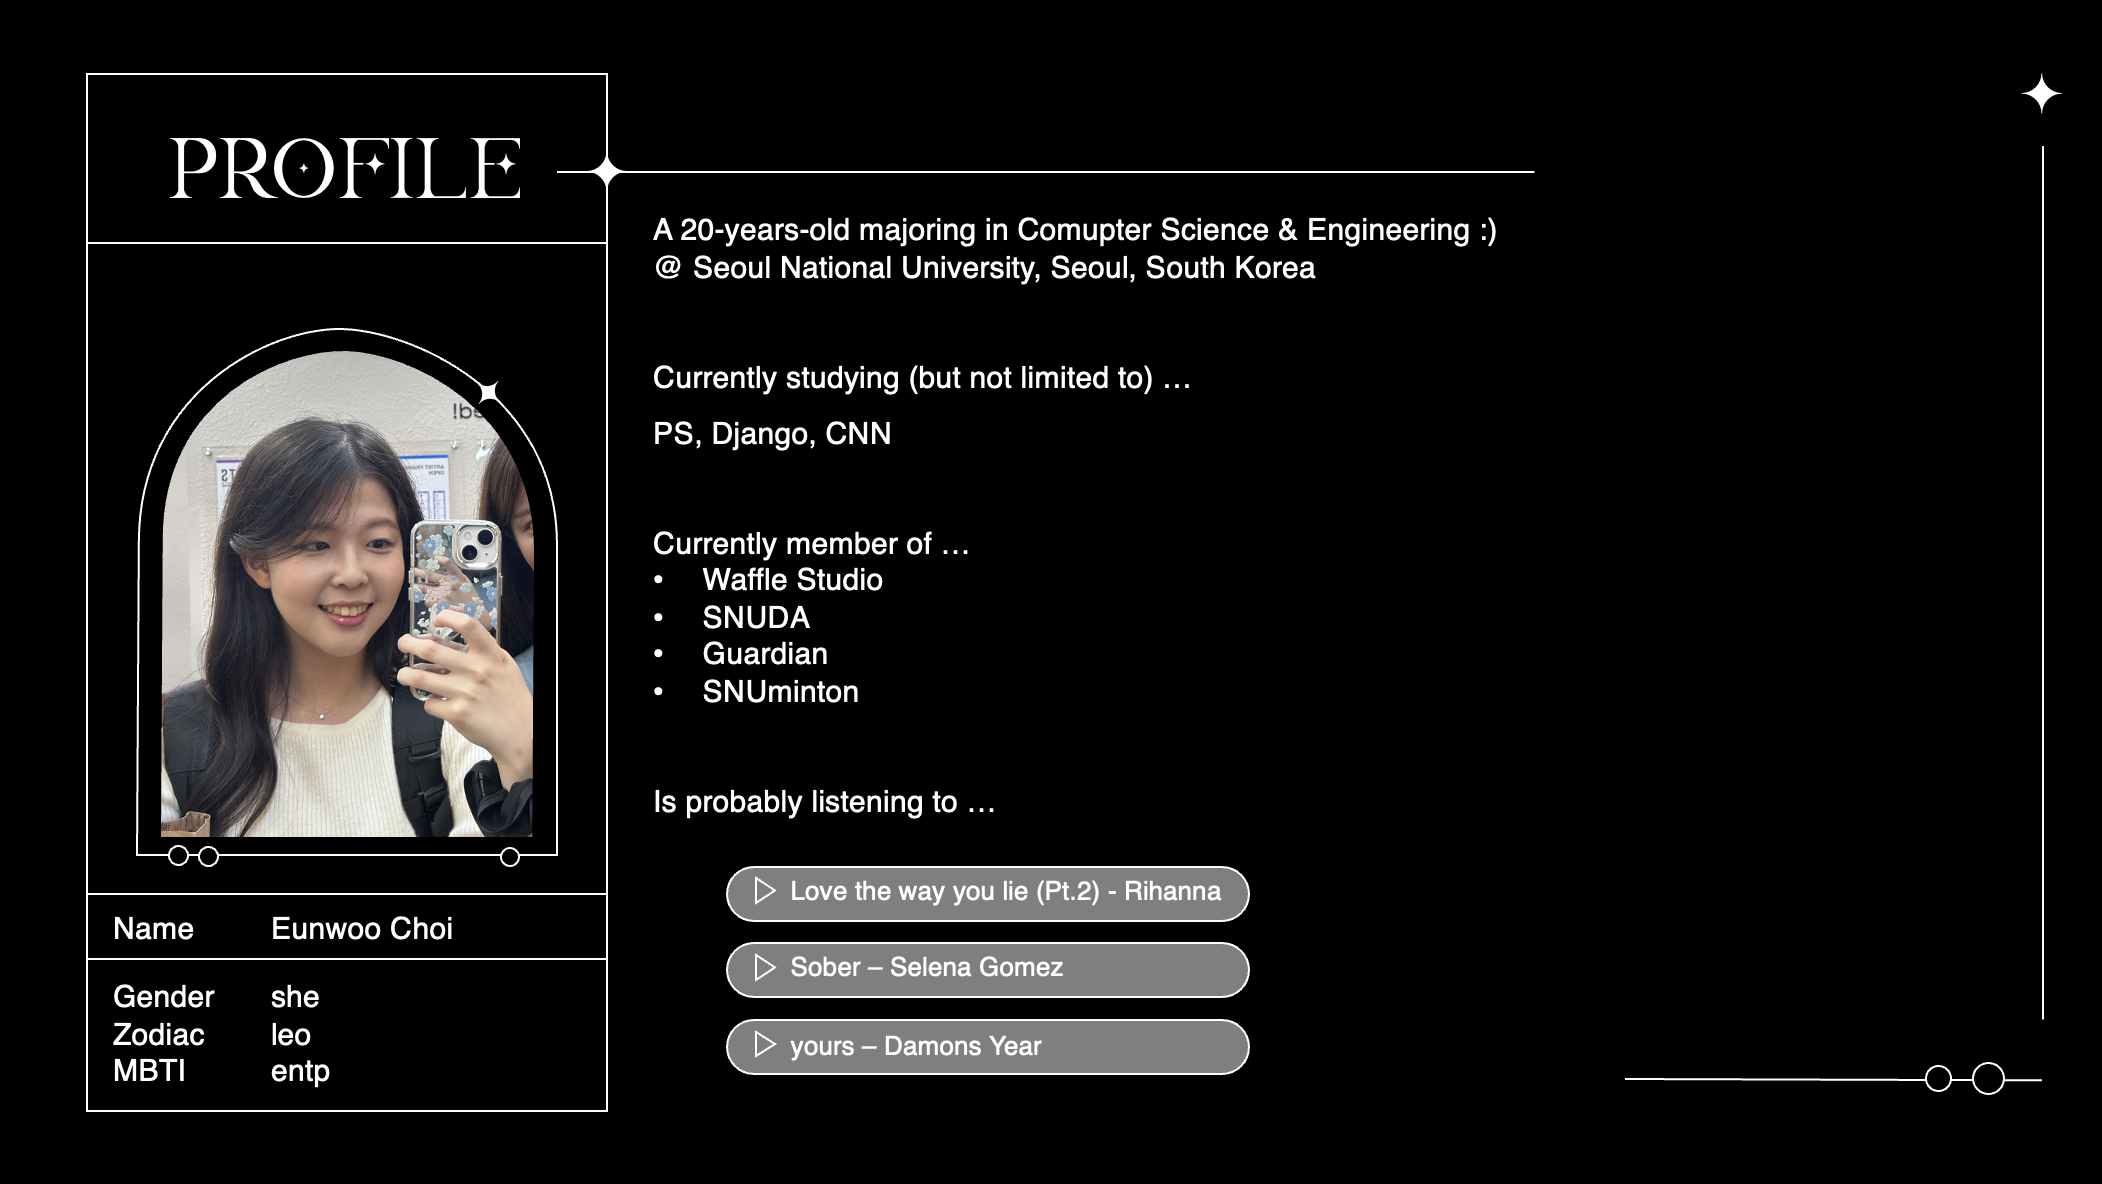 PROFILE
A 20-years-old majoring in Comupter Science & Engineering :)
@ Seoul National University, Seoul, South Korea
Currently studying (but not limited to) …
PS, Django, CNN
Currently member of …
• Waffle Studio
• SNUDA
• Guardian
• SNUminton
Is probably listening to …
Love the way you lie (Pt.2) - Rihanna
Sober – Selena Gomez
yours – Damons Year
Name Eunwoo Choi
Gender she
Zodiac leo
MBTI entp